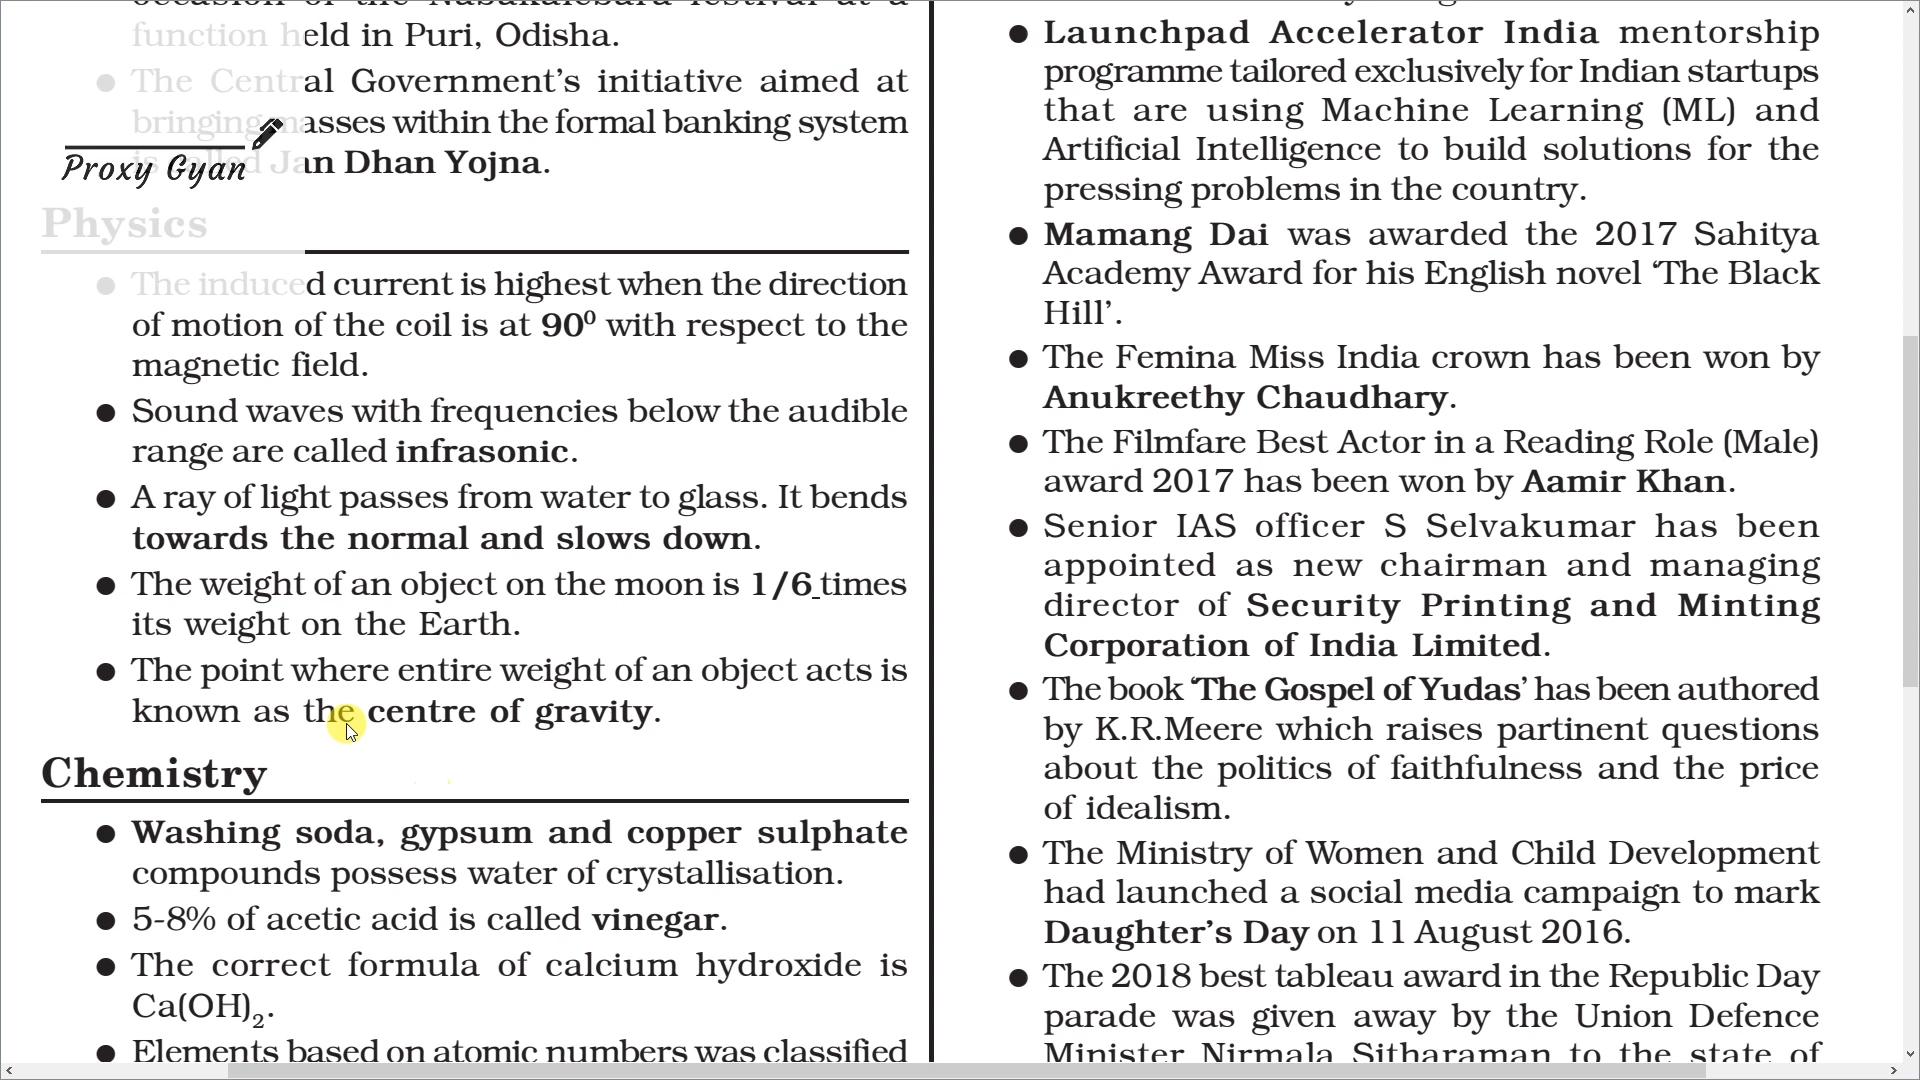 occasion of the Nabakalebara festival at a
function held in Puri, Odisha.
● The Central Government's initiative aimed at
bringing masses within the formal banking system
is called Jan Dhan Yojna.
Proxy Gyan
Physics
● The induced current is highest when the direction
of motion of the coil is at 90⁰ with respect to the
magnetic field.
● Sound waves with frequencies below the audible
range are called infrasonic.
● A ray of light passes from water to glass. It bends
towards the normal and slows down.
● The weight of an object on the moon is 1/6 times
its weight on the Earth.
● The point where entire weight of an object acts is
known as the centre of gravity.
Chemistry
● Washing soda, gypsum and copper sulphate
compounds possess water of crystallisation.
● 5-8% of acetic acid is called vinegar.
● The correct formula of calcium hydroxide is
Ca(OH)₂.
● Elements based on atomic numbers was classified
● Launchpad Accelerator India mentorship
programme tailored exclusively for Indian startups
that are using Machine Learning (ML) and
Artificial Intelligence to build solutions for the
pressing problems in the country.
● Mamang Dai was awarded the 2017 Sahitya
Academy Award for his English novel 'The Black
Hill'.
● The Femina Miss India crown has been won by
Anukreethy Chaudhary.
● The Filmfare Best Actor in a Reading Role (Male)
award 2017 has been won by Aamir Khan.
● Senior IAS officer S Selvakumar has been
appointed as new chairman and managing
director of Security Printing and Minting
Corporation of India Limited.
● The book 'The Gospel of Yudas' has been authored
by K.R.Meere which raises partinent questions
about the politics of faithfulness and the price
of idealism.
● The Ministry of Women and Child Development
had launched a social media campaign to mark
Daughter's Day on 11 August 2016.
● The 2018 best tableau award in the Republic Day
parade was given away by the Union Defence
Minister Nirmala Sitharaman to the state of